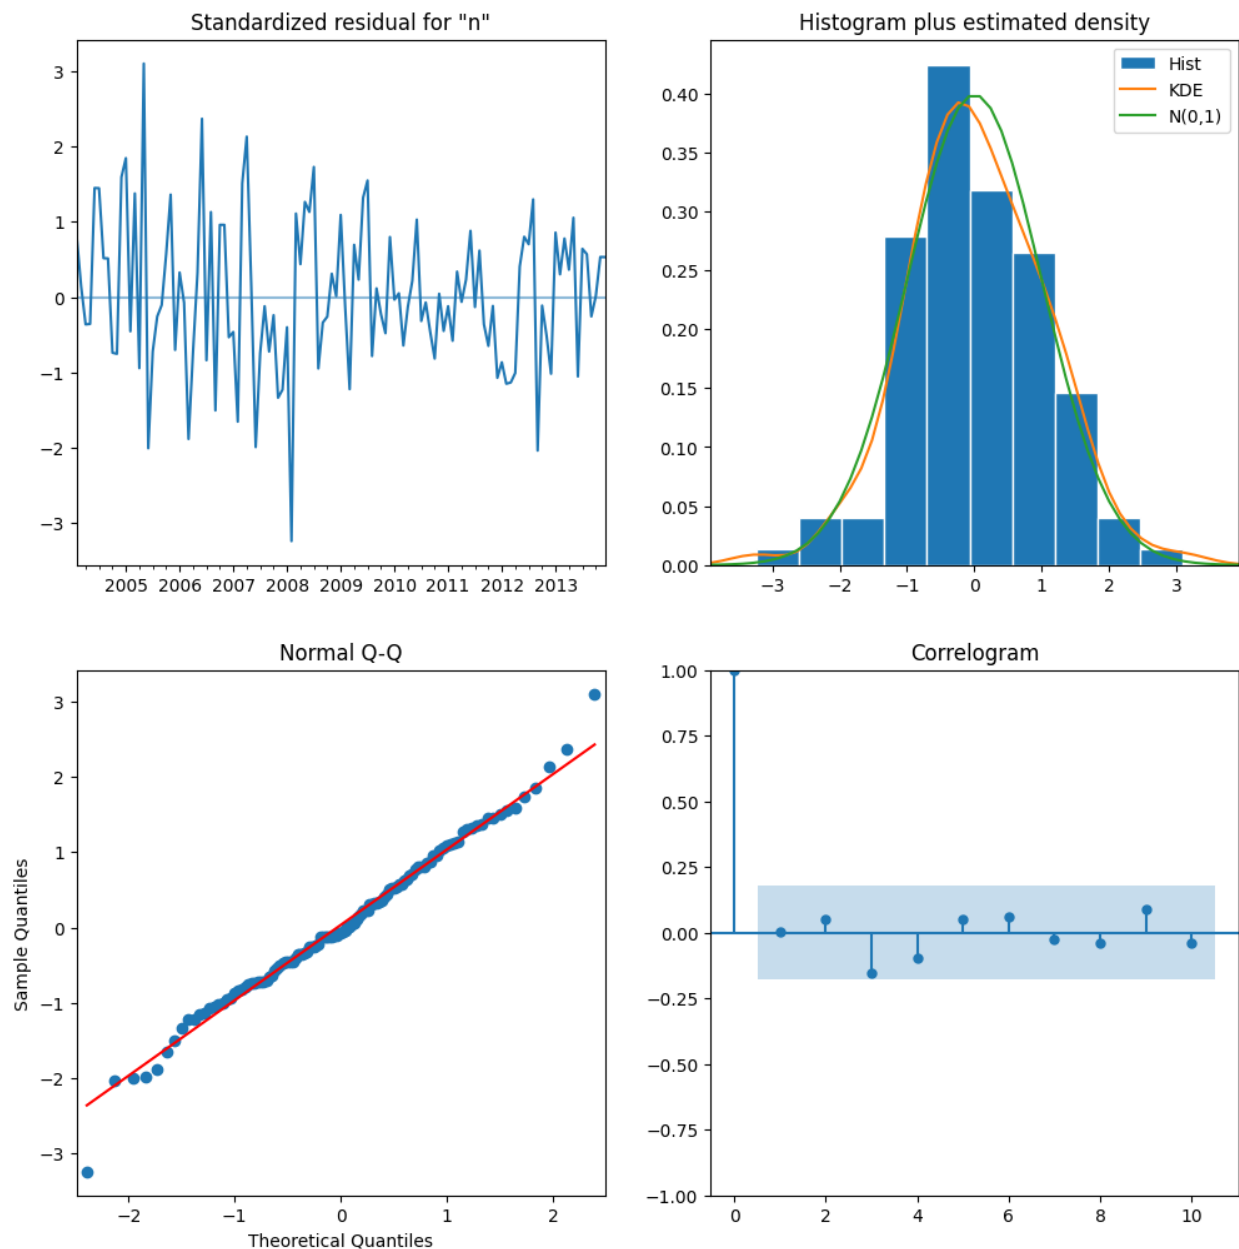 Standardized residual for "n"
3
2
1
0
−1
−2
−3
2005 2006 2007 2008 2009 2010 2011 2012 2013
Histogram plus estimated density
Hist
KDE
N(0,1)
0.40
0.35
0.30
0.25
0.20
0.15
0.10
0.05
0.00
−3 −2 −1 0 1 2 3
Normal Q-Q
Sample Quantiles
3
2
1
0
−1
−2
−3
−2 −1 0 1 2
Theoretical Quantiles
Correlogram
1.00
0.75
0.50
0.25
0.00
−0.25
−0.50
−0.75
−1.00
0 2 4 6 8 10